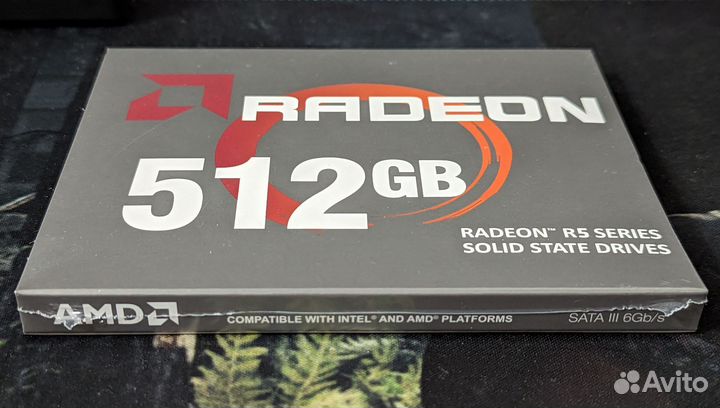 RADEON
512GB
RADEON™ R5 SERIES
SOLID STATE DRIVES
AMD
COMPATIBLE WITH INTEL® AND AMD® PLATFORMS
SATA III 6Gb/s
Avito